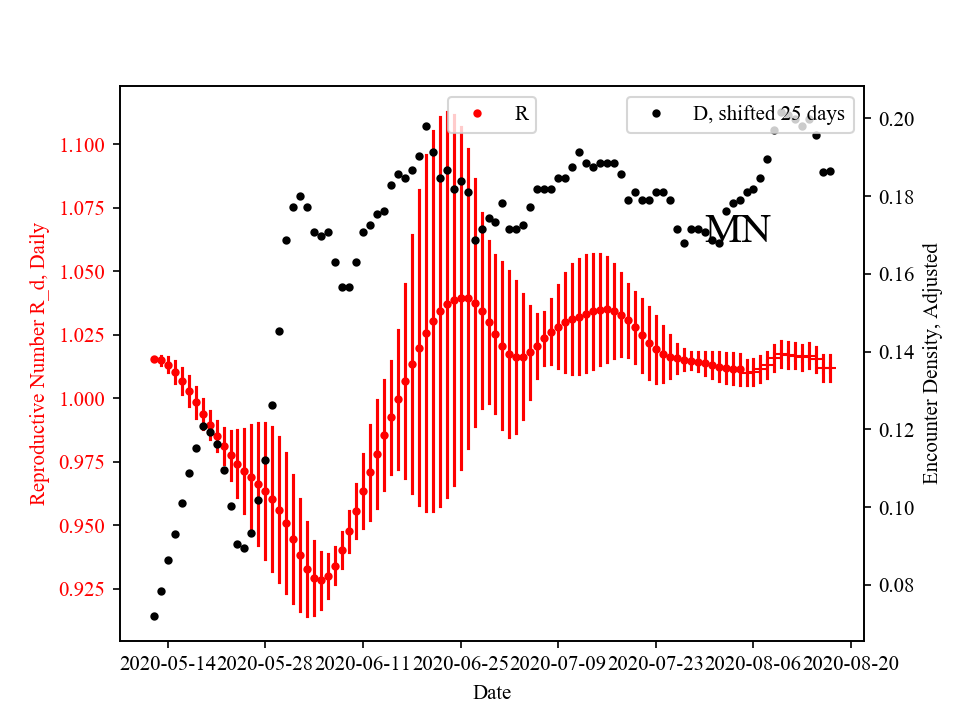 R
D, shifted 25 days
MN
Reproductive Number R_d, Daily
1.100
1.075
1.050
1.025
1.000
0.975
0.950
0.925
0.20
0.18
0.16
0.14
0.12
0.10
0.08
Encounter Density, Adjusted
2020-05-14 2020-05-28 2020-06-11 2020-06-25 2020-07-09 2020-07-23 2020-08-06 2020-08-20
Date